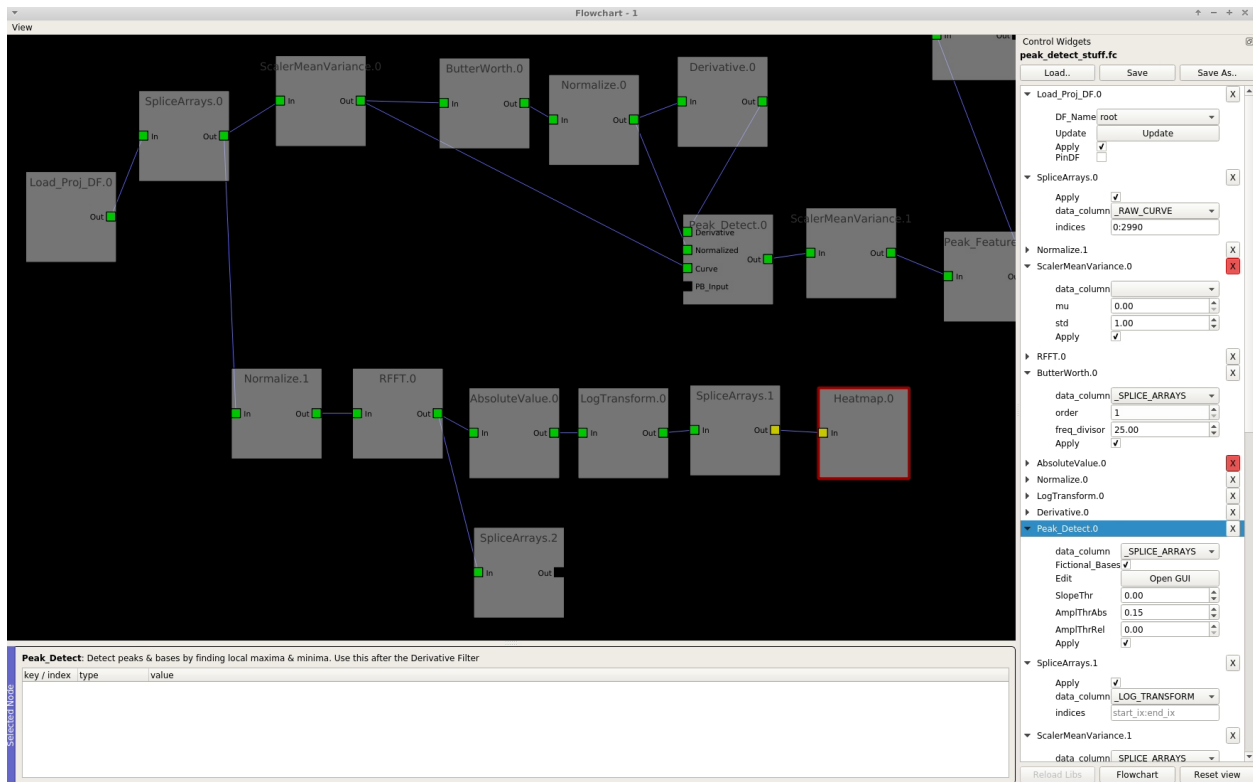 Flowchart - 1
View
In
Out
ScalerMeanVariance.0
In
Out
ButterWorth.0
In
Out
Normalize.0
In
Out
Derivative.0
In
Out
SpliceArrays.0
In
Out
Load_Proj_DF.0
Out
Peak_Detect.0
Derivative
Normalized
Curve
PB_Input
Out
ScalerMeanVariance.1
In
Out
Peak_Feature
In
Normalize.1
In
Out
RFFT.0
In
Out
AbsoluteValue.0
In
Out
LogTransform.0
In
Out
SpliceArrays.1
In
Out
Heatmap.0
In
SpliceArrays.2
In
Out
Selected Node
Peak_Detect: Detect peaks & bases by finding local maxima & minima. Use this after the Derivative Filter
key / index type value
Control Widgets
peak_detect_stuff.fc
Load.. Save Save As..
Load_Proj_DF.0 X
DF_Name root
Update Update
Apply
PinDF
SpliceArrays.0 X
Apply
data_column _RAW_CURVE
indices 0:2990
Normalize.1 X
ScalerMeanVariance.0 X
data_column
mu 0.00
std 1.00
Apply
RFFT.0 X
ButterWorth.0 X
data_column _SPLICE_ARRAYS
order 1
freq_divisor 25.00
Apply
AbsoluteValue.0 X
Normalize.0 X
LogTransform.0 X
Derivative.0 X
Peak_Detect.0 X
data_column _SPLICE_ARRAYS
Fictional_Bases
Edit Open GUI
SlopeThr 0.00
AmplThrAbs 0.15
AmplThrRel 0.00
Apply
SpliceArrays.1 X
Apply
data_column _LOG_TRANSFORM
indices start_ix:end_ix
ScalerMeanVariance.1 X
data_column SPLICE ARRAYS
Reload Libs Flowchart Reset view